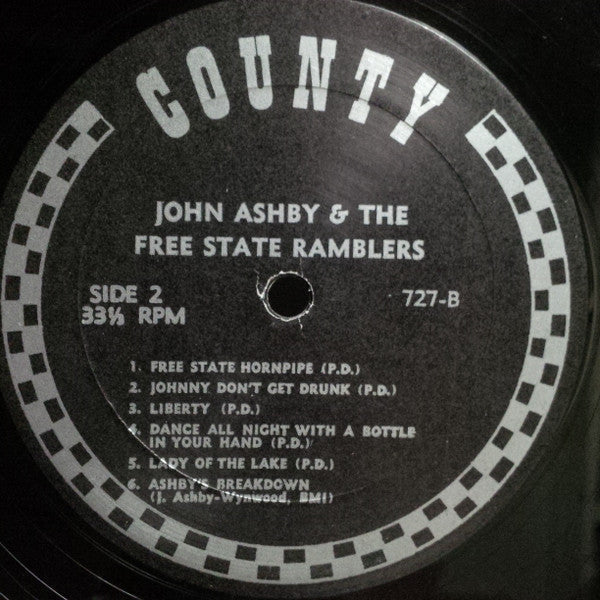 COUNTY
JOHN ASHBY & THE
FREE STATE RAMBLERS
SIDE 2
33⅓ RPM
727-B
1. FREE STATE HORNPIPE (P.D.)
2. JOHNNY DON'T GET DRUNK (P.D.)
3. LIBERTY (P.D.)
4. DANCE ALL NIGHT WITH A BOTTLE
IN YOUR HAND (P.D.)
5. LADY OF THE LAKE (P.D.)
6. ASHBY'S BREAKDOWN
(J. Ashby-Wynwood, BMI)